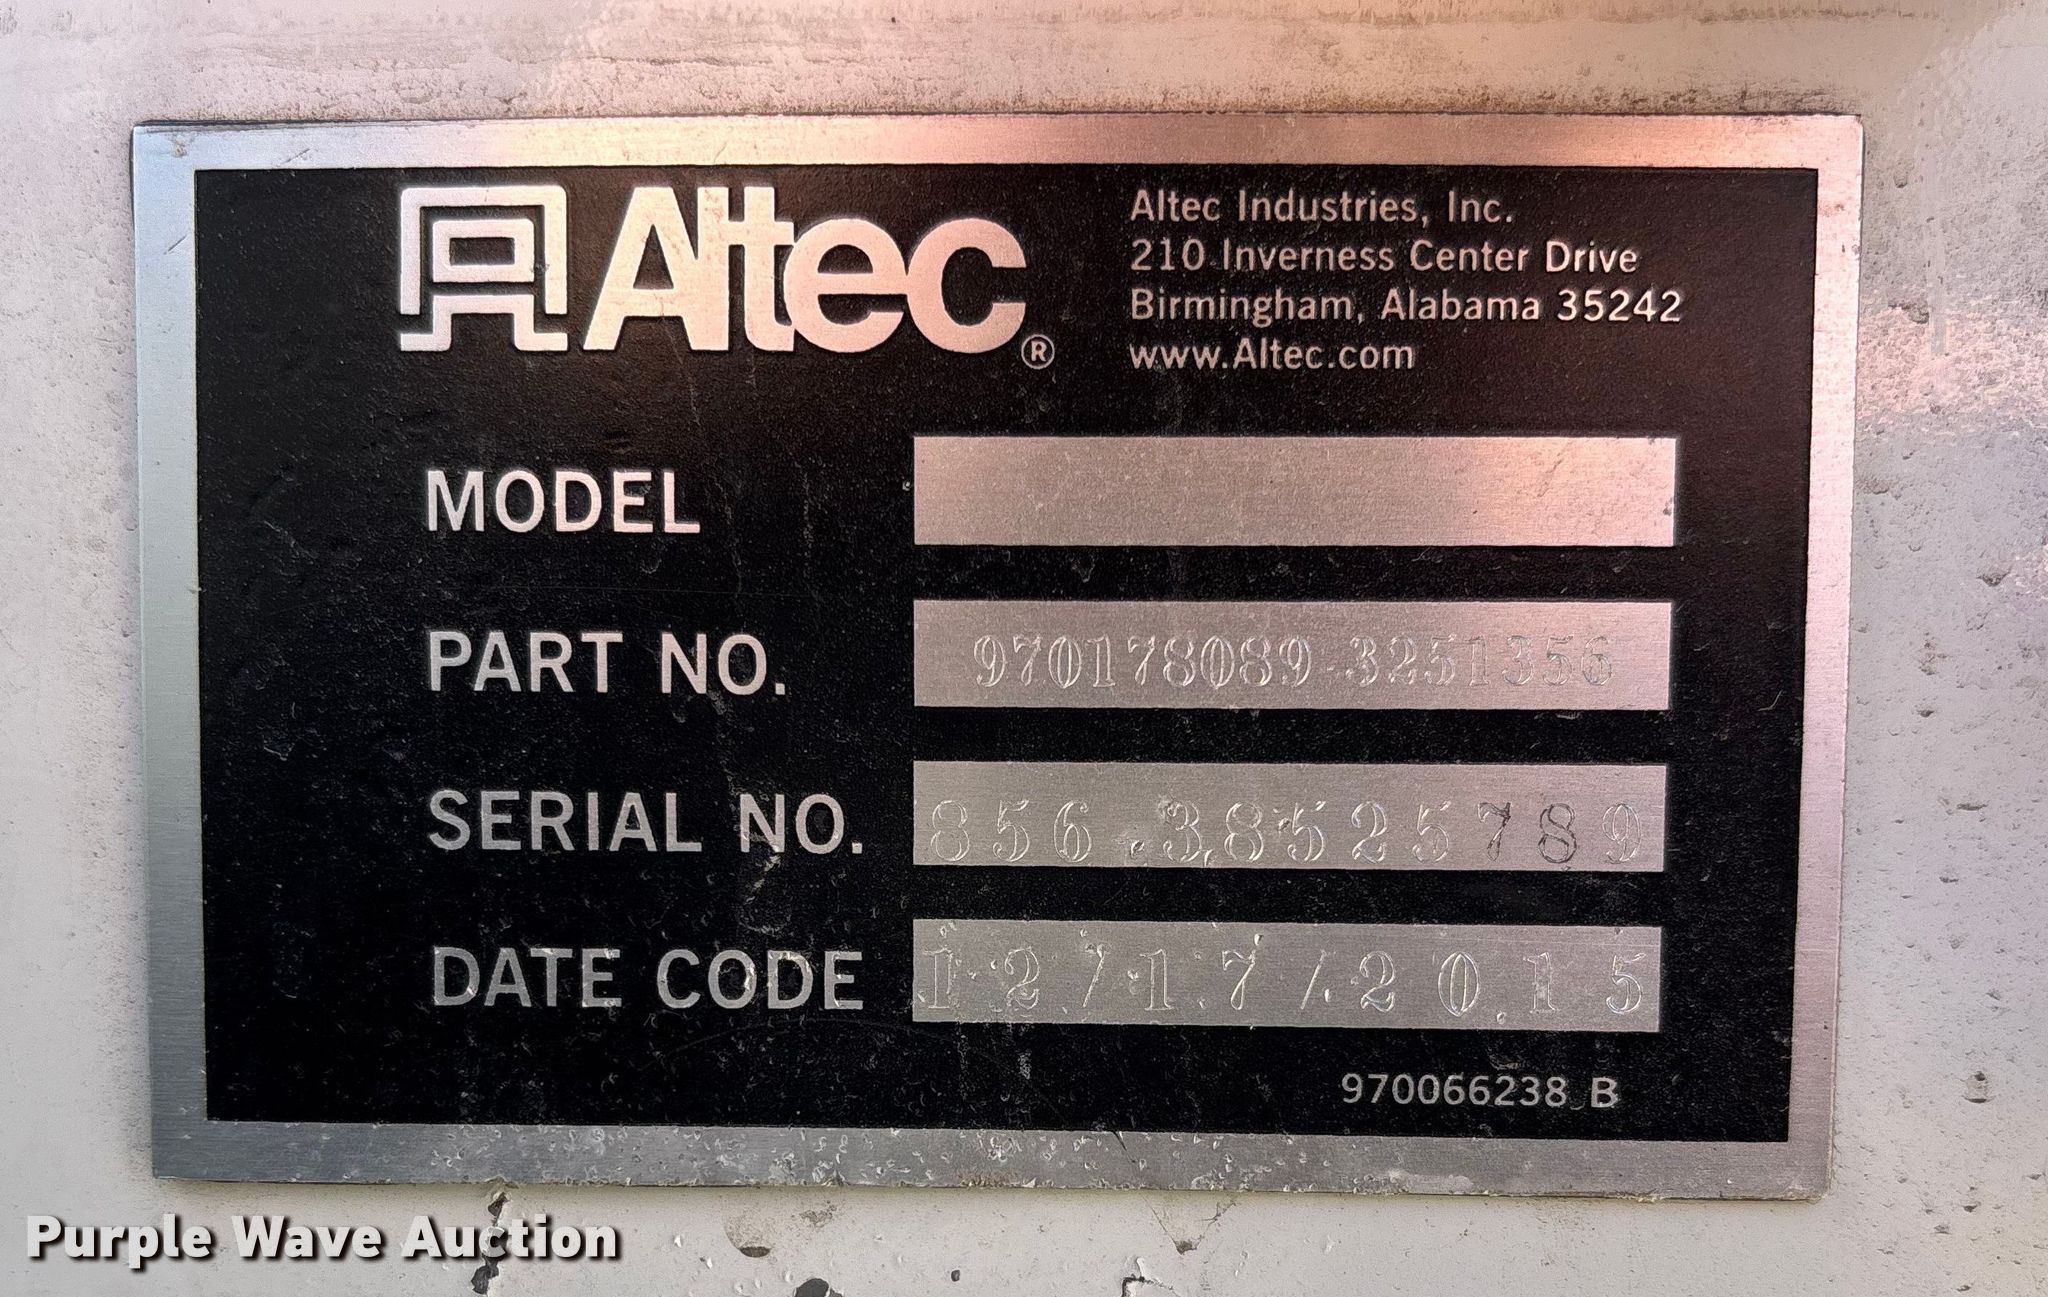 Altec®
Altec Industries, Inc.
210 Inverness Center Drive
Birmingham, Alabama 35242
www.Altec.com
MODEL
PART NO. 970178089-3251356
SERIAL NO. 856 38525789
DATE CODE 12/17/2015
970066238 B
Purple Wave Auction